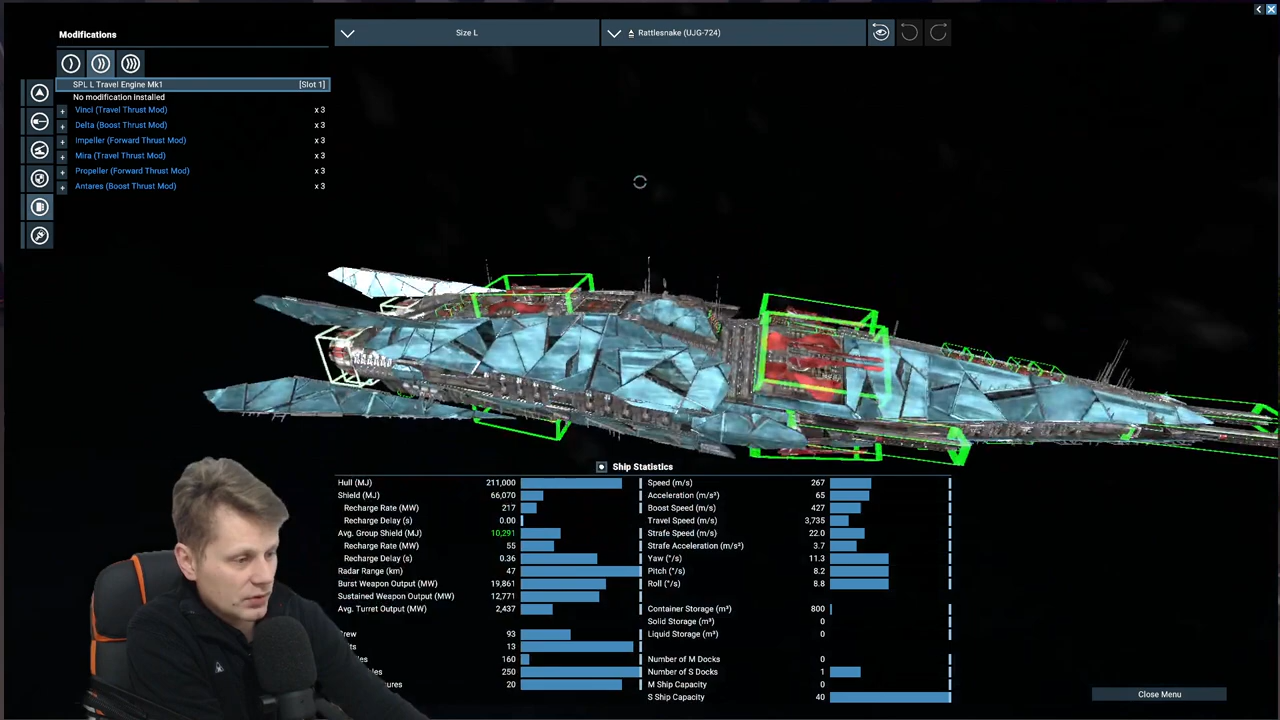 Modifications
Size L
Rattlesnake (UJG-724)
SPL L Travel Engine Mk1 [Slot 1]
No modification installed
Vinci (Travel Thrust Mod) x 3
Delta (Boost Thrust Mod) x 3
Impeller (Forward Thrust Mod) x 3
Mira (Travel Thrust Mod) x 3
Propeller (Forward Thrust Mod) x 3
Antares (Boost Thrust Mod) x 3
Ship Statistics
Hull (MJ) 211,000
Shield (MJ) 66,070
Recharge Rate (MW) 217
Recharge Delay (s) 0.00
Avg. Group Shield (MJ) 10,291
Recharge Rate (MW) 55
Recharge Delay (s) 0.36
Radar Range (km) 47
Burst Weapon Output (MW) 19,861
Sustained Weapon Output (MW) 12,771
Avg. Turret Output (MW) 2,437
93
13
160
250
20
Speed (m/s) 267
Acceleration (m/s²) 65
Boost Speed (m/s) 427
Travel Speed (m/s) 3,735
Strafe Speed (m/s) 22.0
Strafe Acceleration (m/s²) 3.7
Yaw (°/s) 11.3
Pitch (°/s) 8.2
Roll (°/s) 8.8
Container Storage (m³) 800
Solid Storage (m³) 0
Liquid Storage (m³) 0
Number of M Docks 0
Number of S Docks 1
M Ship Capacity 0
S Ship Capacity 40
Close Menu